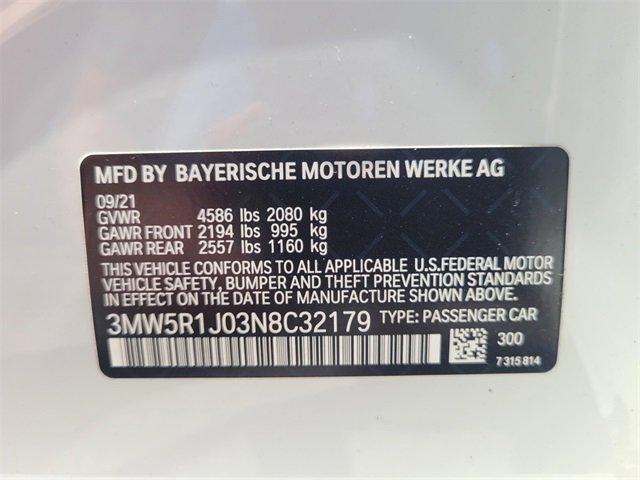 MFD BY BAYERISCHE MOTOREN WERKE AG
09/21
GVWR 4586 lbs 2080 kg
GAWR FRONT 2194 lbs 995 kg
GAWR REAR 2557 lbs 1160 kg
THIS VEHICLE CONFORMS TO ALL APPLICABLE U.S.FEDERAL MOTOR
VEHICLE SAFETY, BUMPER AND THEFT PREVENTION STANDARDS
IN EFFECT ON THE DATE OF MANUFACTURE SHOWN ABOVE.
3MW5R1J03N8C32179 TYPE: PASSENGER CAR
300
7 315 814